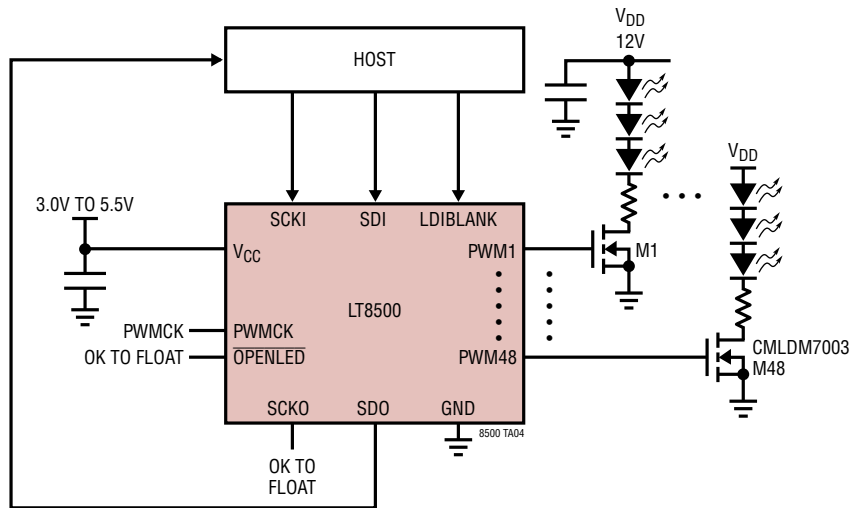 V_DD
12V
HOST
V_DD
3.0V TO 5.5V
SCKI SDI LDIBLANK
V_CC PWM1 M1
LT8500
PWMCK PWMCK
OK TO FLOAT OPENLED PWM48
CMLDM7003
M48
SCKO SDO GND
8500 TA04
OK TO
FLOAT